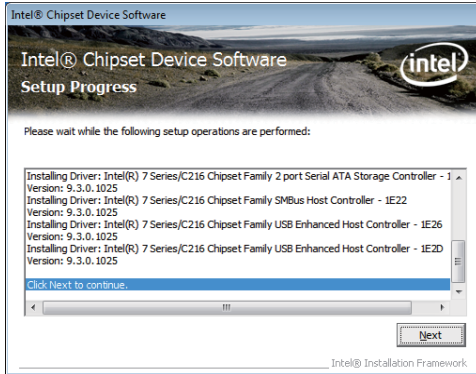 Intel® Chipset Device Software
Intel® Chipset Device Software
Setup Progress
intel
Please wait while the following setup operations are performed:
Installing Driver: Intel(R) 7 Series/C216 Chipset Family 2 port Serial ATA Storage Controller - 1
Version: 9.3.0.1025
Installing Driver: Intel(R) 7 Series/C216 Chipset Family SMBus Host Controller - 1E22
Version: 9.3.0.1025
Installing Driver: Intel(R) 7 Series/C216 Chipset Family USB Enhanced Host Controller - 1E26
Version: 9.3.0.1025
Installing Driver: Intel(R) 7 Series/C216 Chipset Family USB Enhanced Host Controller - 1E2D
Version: 9.3.0.1025
Click Next to continue.
Next
Intel® Installation Framework